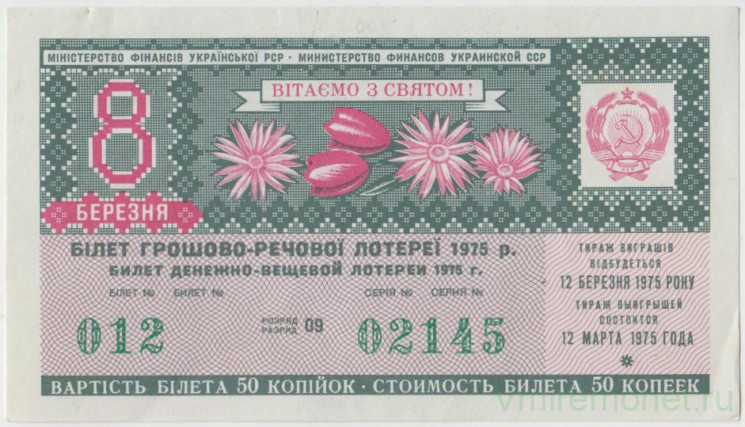 МІНІСТЕРСТВО ФІНАНСІВ УКРАЇНСЬКОЇ РСР · МИНИСТЕРСТВО ФИНАНСОВ УКРАИНСКОЙ ССР
8
БЕРЕЗНЯ
ВІТАЄМО З СВЯТОМ!
БІЛЕТ ГРОШОВО-РЕЧОВОЇ ЛОТЕРЕЇ 1975 р.
БИЛЕТ ДЕНЕЖНО-ВЕЩЕВОЙ ЛОТЕРЕИ 1975 г.
БІЛЕТ № БИЛЕТ № СЕРІЯ № СЕРИЯ №
012 РОЗРЯД 09 02145
РАЗРЯД
ТИРАЖ ВИГРАШІВ
ВІДБУДЕТЬСЯ
12 БЕРЕЗНЯ 1975 РОКУ
ТИРАЖ ВЫИГРЫШЕЙ
СОСТОИТСЯ
12 МАРТА 1975 ГОДА
ВАРТІСТЬ БІЛЕТА 50 КОПІЙОК · СТОИМОСТЬ БИЛЕТА 50 КОПЕЕК
vmiremonet.ru